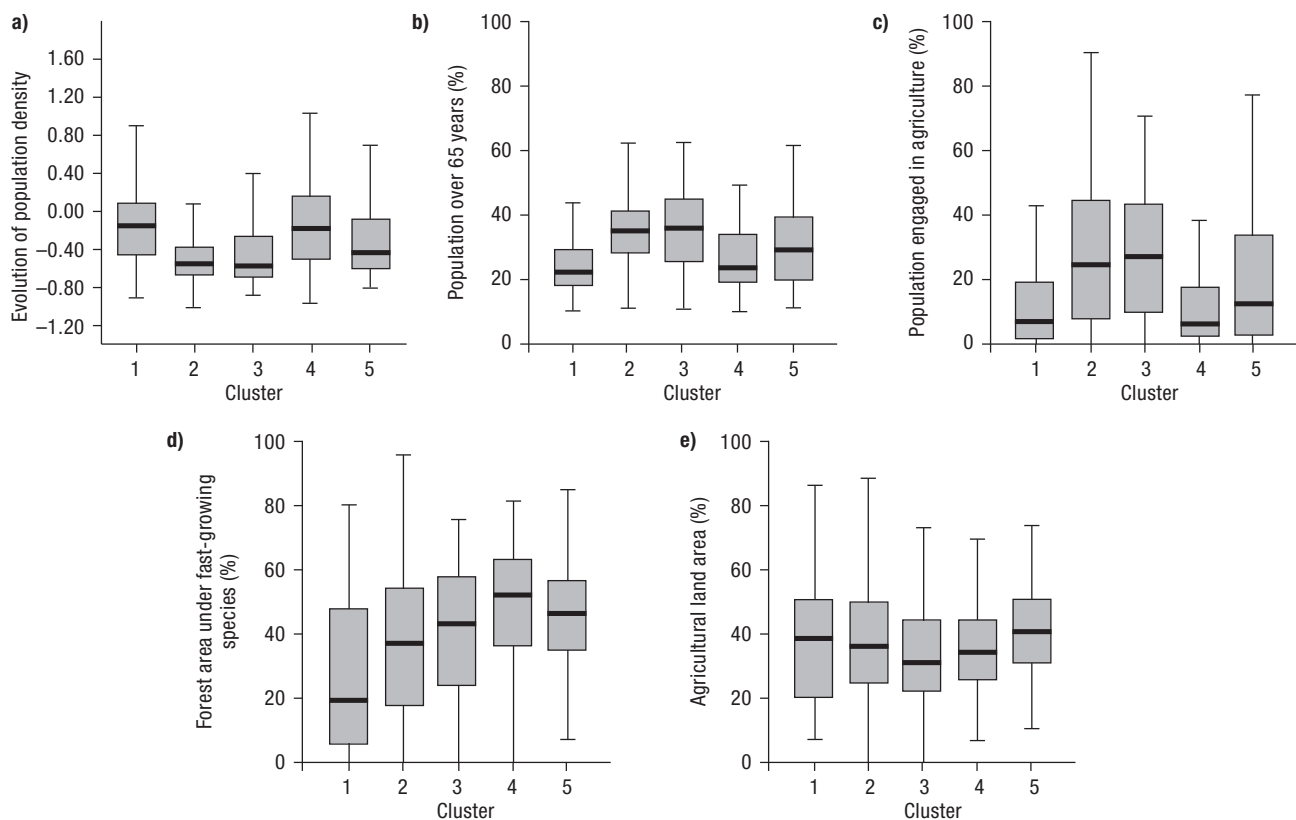 a)
Evolution of population density
1.60
1.20
0.80
0.40
0.00
−0.40
−0.80
−1.20
1 2 3 4 5
Cluster
b)
Population over 65 years (%)
100
80
60
40
20
0
1 2 3 4 5
Cluster
c)
Population engaged in agriculture (%)
100
80
60
40
20
0
1 2 3 4 5
Cluster
d)
Forest area under fast-growing
species (%)
100
80
60
40
20
0
1 2 3 4 5
Cluster
e)
Agricultural land area (%)
100
80
60
40
20
0
1 2 3 4 5
Cluster